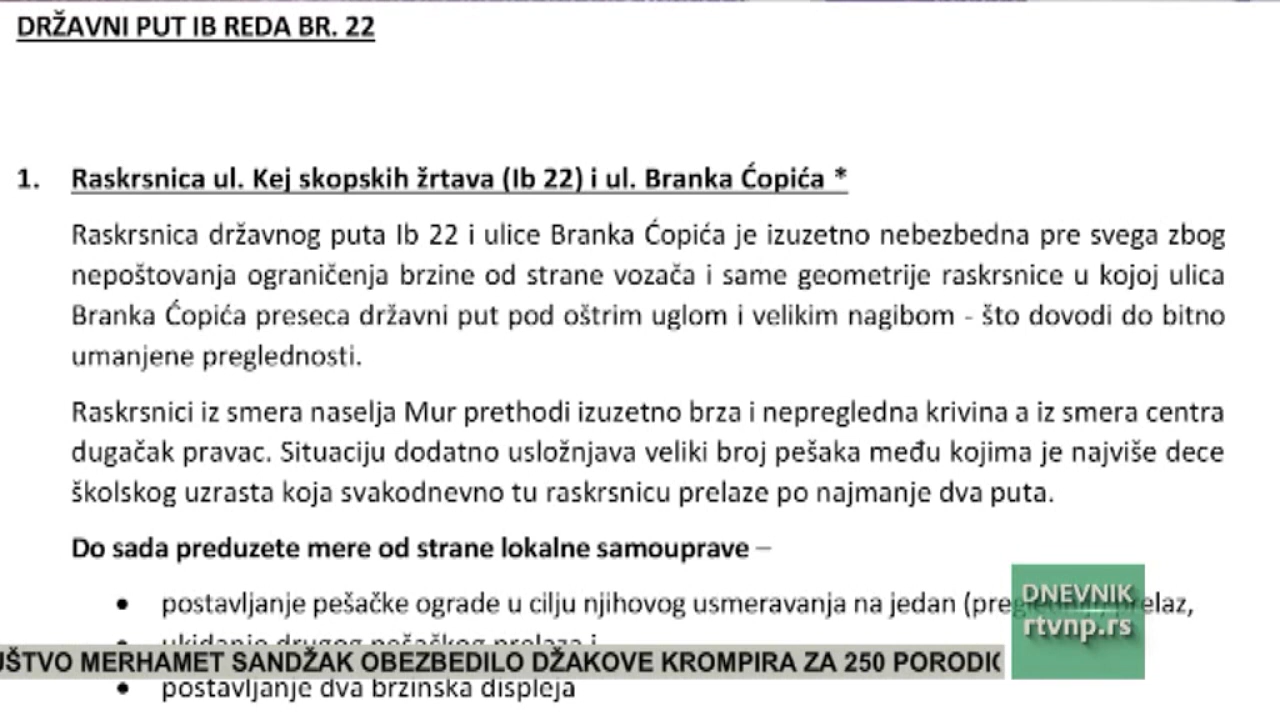 DRŽAVNI PUT IB REDA BR. 22
1. Raskrsnica ul. Kej skopskih žrtava (Ib 22) i ul. Branka Ćopića *
Raskrsnica državnog puta Ib 22 i ulice Branka Ćopića je izuzetno nebezbedna pre svega zbog
nepoštovanja ograničenja brzine od strane vozača i same geometrije raskrsnice u kojoj ulica
Branka Ćopića preseca državni put pod oštrim uglom i velikim nagibom - što dovodi do bitno
umanjene preglednosti.
Raskrsnici iz smera naselja Mur prethodi izuzetno brza i nepregledna krivina a iz smera centra
dugačak pravac. Situaciju dodatno usložnjava veliki broj pešaka među kojima je najviše dece
školskog uzrasta koja svakodnevno tu raskrsnicu prelaze po najmanje dva puta.
Do sada preduzete mere od strane lokalne samouprave –
• postavljanje pešačke ograde u cilju njihovog usmeravanja na jedan
• ukidanje drugog pešačkog prelaza i
• postavljanje dva brzinska displeja
DNEVNIK
rtvnp.rs
UŠTVO MERHAMET SANDŽAK OBEZBEDILO DŽAKOVE KROMPIRA ZA 250 PORODIC